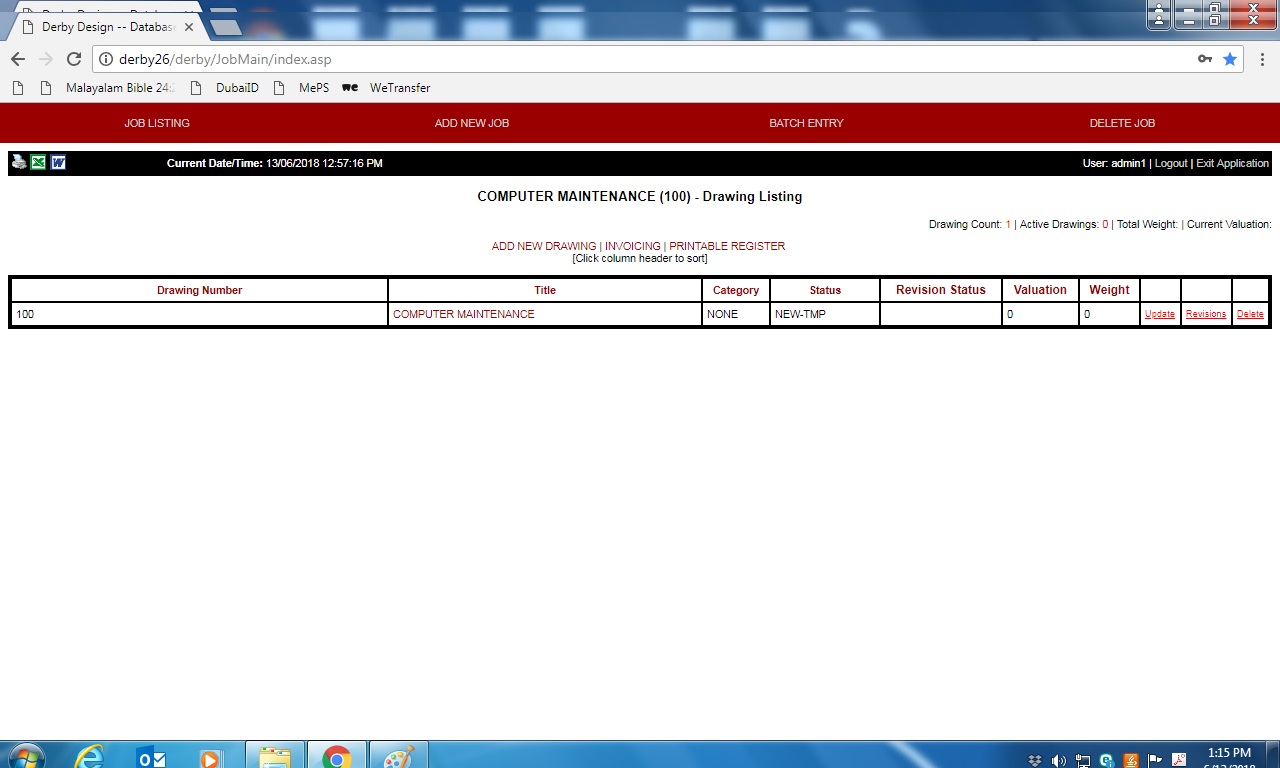 Derby Design -- Database
derby26/derby/JobMain/index.asp
Malayalam Bible 24: DubaiID MePS we WeTransfer
JOB LISTING ADD NEW JOB BATCH ENTRY DELETE JOB
Current Date/Time: 13/06/2018 12:57:16 PM User: admin1 | Logout | Exit Application
COMPUTER MAINTENANCE (100) - Drawing Listing
Drawing Count: 1 | Active Drawings: 0 | Total Weight: | Current Valuation:
ADD NEW DRAWING | INVOICING | PRINTABLE REGISTER
[Click column header to sort]
Drawing Number Title Category Status Revision Status Valuation Weight
100 COMPUTER MAINTENANCE NONE NEW-TMP 0 0 Update Revisions Delete
1:15 PM